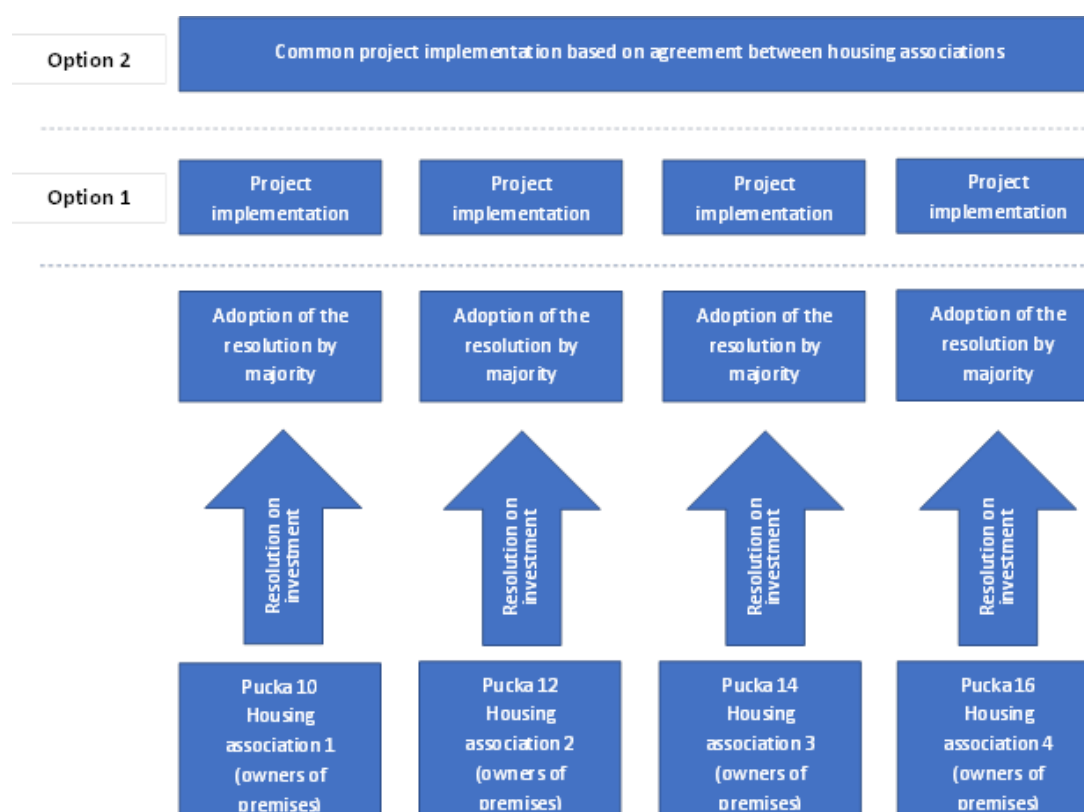 Option 2
Common project implementation based on agreement between housing associations
Option 1
Project
implementation
Project
implementation
Project
implementation
Project
implementation
Adoption of the
resolution by
majority
Adoption of the
resolution by
majority
Adoption of the
resolution by
majority
Adoption of the
resolution by
majority
Resolution on
investment
Resolution on
investment
Resolution on
investment
Resolution on
investment
Pucka 10
Housing
association 1
(owners of
premises)
Pucka 12
Housing
association 2
(owners of
premises)
Pucka 14
Housing
association 3
(owners of
premises)
Pucka 16
Housing
association 4
(owners of
premises)